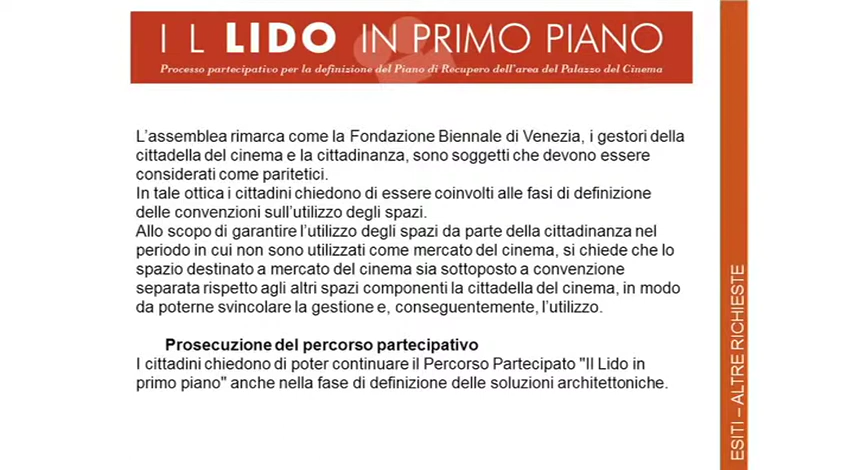 IL LIDO IN PRIMO PIANO
Processo partecipativo per la definizione del Piano di Recupero dell'area del Palazzo del Cinema
L'assemblea rimarca come la Fondazione Biennale di Venezia, i gestori della
cittadella del cinema e la cittadinanza, sono soggetti che devono essere
considerati come paritetici.
In tale ottica i cittadini chiedono di essere coinvolti alle fasi di definizione
delle convenzioni sull'utilizzo degli spazi.
Allo scopo di garantire l'utilizzo degli spazi da parte della cittadinanza nel
periodo in cui non sono utilizzati come mercato del cinema, si chiede che lo
spazio destinato a mercato del cinema sia sottoposto a convenzione
separata rispetto agli altri spazi componenti la cittadella del cinema, in modo
da poterne svincolare la gestione e, conseguentemente, l'utilizzo.
Prosecuzione del percorso partecipativo
I cittadini chiedono di poter continuare il Percorso Partecipato "Il Lido in
primo piano" anche nella fase di definizione delle soluzioni architettoniche.
ESITI – ALTRE RICHIESTE